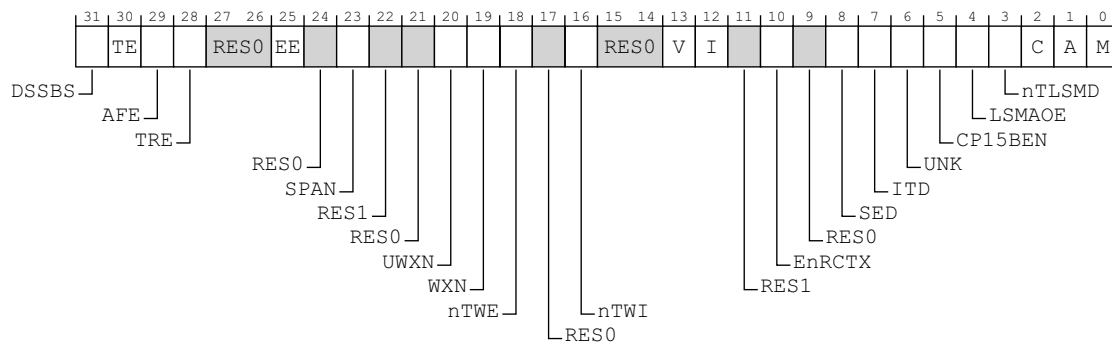 31 30 29 28 27 26 25 24 23 22 21 20 19 18 17 16 15 14 13 12 11 10 9 8 7 6 5 4 3 2 1 0
TE RES0 EE RES0 V I C A M
DSSBS nTLSMD
AFE LSMAOE
TRE CP15BEN
RES0 UNK
SPAN ITD
RES1 SED
RES0 RES0
UWXN EnRCTX
WXN RES1
nTWE nTWI
RES0